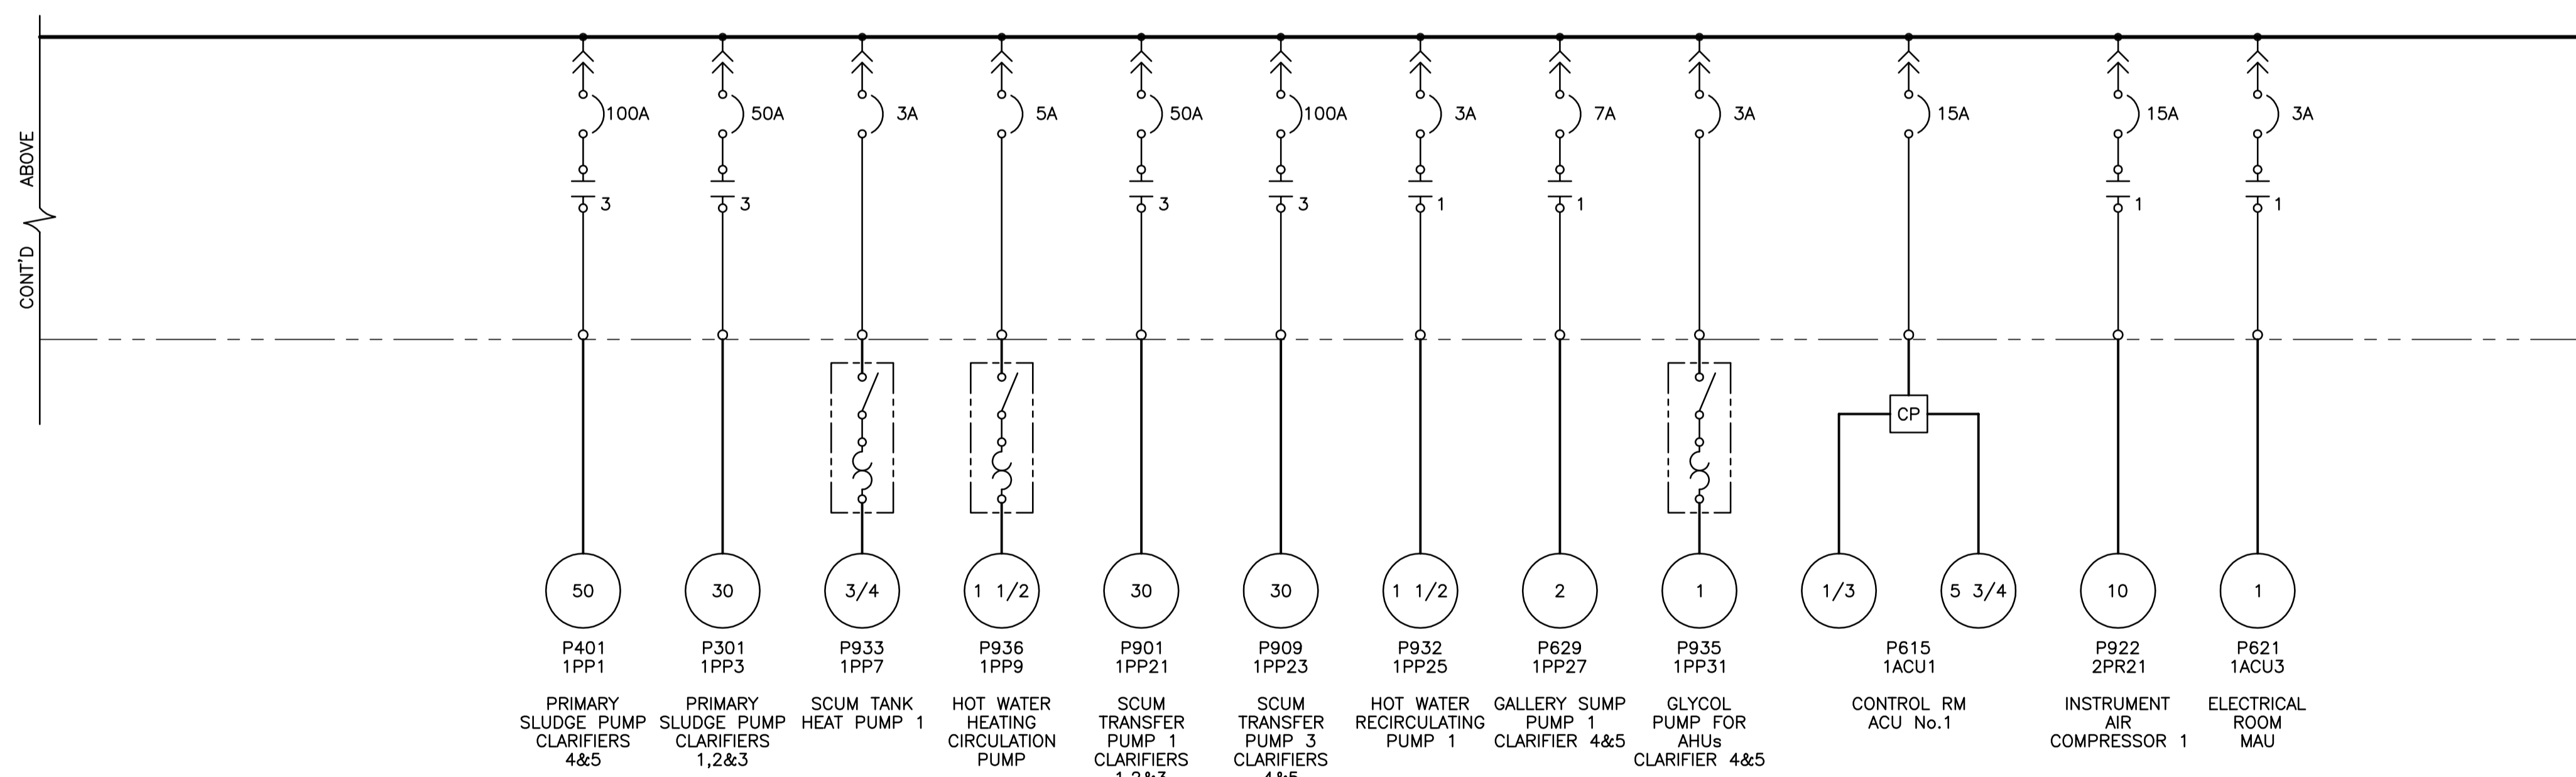 CONT'D ABOVE
100A
50A
3A
5A
50A
100A
3A
7A
3A
15A
15A
3A
3
3
3
3
1
1
1
1
CP
50
30
3/4
1 1/2
30
30
1 1/2
2
1
1/3
5 3/4
10
1
P401
1PP1
PRIMARY
SLUDGE PUMP
CLARIFIERS
4&5
P301
1PP3
PRIMARY
SLUDGE PUMP
CLARIFIERS
1,2&3
P933
1PP7
SCUM TANK
HEAT PUMP 1
P936
1PP9
HOT WATER
HEATING
CIRCULATION
PUMP
P901
1PP21
SCUM
TRANSFER
PUMP 1
CLARIFIERS
1,2&3
P909
1PP23
SCUM
TRANSFER
PUMP 3
CLARIFIERS
4&5
P932
1PP25
HOT WATER
RECIRCULATING
PUMP 1
P629
1PP27
GALLERY SUMP
PUMP 1
CLARIFIER 4&5
P935
1PP31
GLYCOL
PUMP FOR
AHUs
CLARIFIER 4&5
P615
1ACU1
CONTROL RM
ACU No.1
P922
2PR21
INSTRUMENT
AIR
COMPRESSOR 1
P621
1ACU3
ELECTRICAL
ROOM
MAU